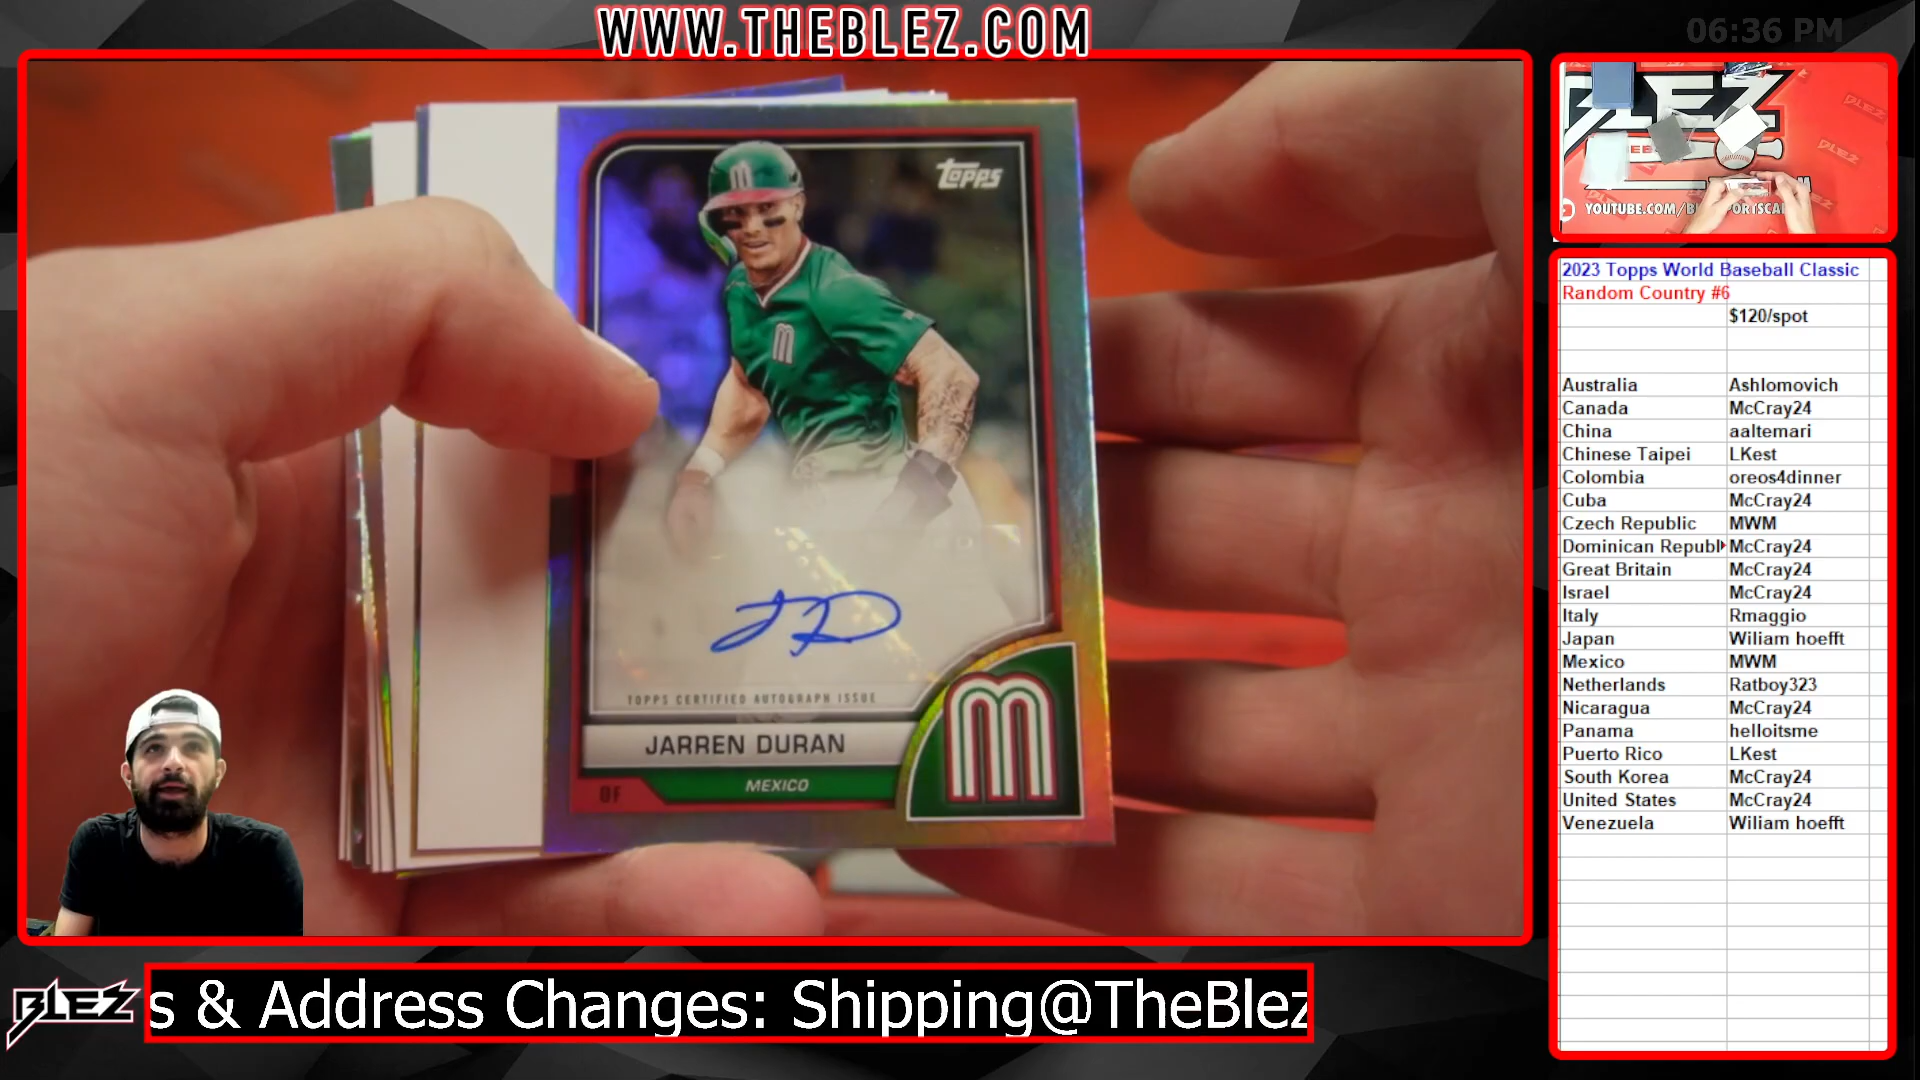 WWW.THEBLEZ.COM
06:36 PM
TOPPS
M
M
TOPPS CERTIFIED AUTOGRAPH ISSUE
JARREN DURAN
OF
MEXICO
M
BLEZ
s & Address Changes: Shipping@TheBlez
LEZ
BLEZ
BLEZ
YOUTUBE.COM/BL
2023 Topps World Baseball Classic
Random Country #6
$120/spot
Australia Ashlomovich
Canada McCray24
China aaltemari
Chinese Taipei LKest
Colombia oreos4dinner
Cuba McCray24
Czech Republic MWM
Dominican Republ McCray24
Great Britain McCray24
Israel McCray24
Italy Rmaggio
Japan Wiliam hoefft
Mexico MWM
Netherlands Ratboy323
Nicaragua McCray24
Panama helloitsme
Puerto Rico LKest
South Korea McCray24
United States McCray24
Venezuela Wiliam hoefft